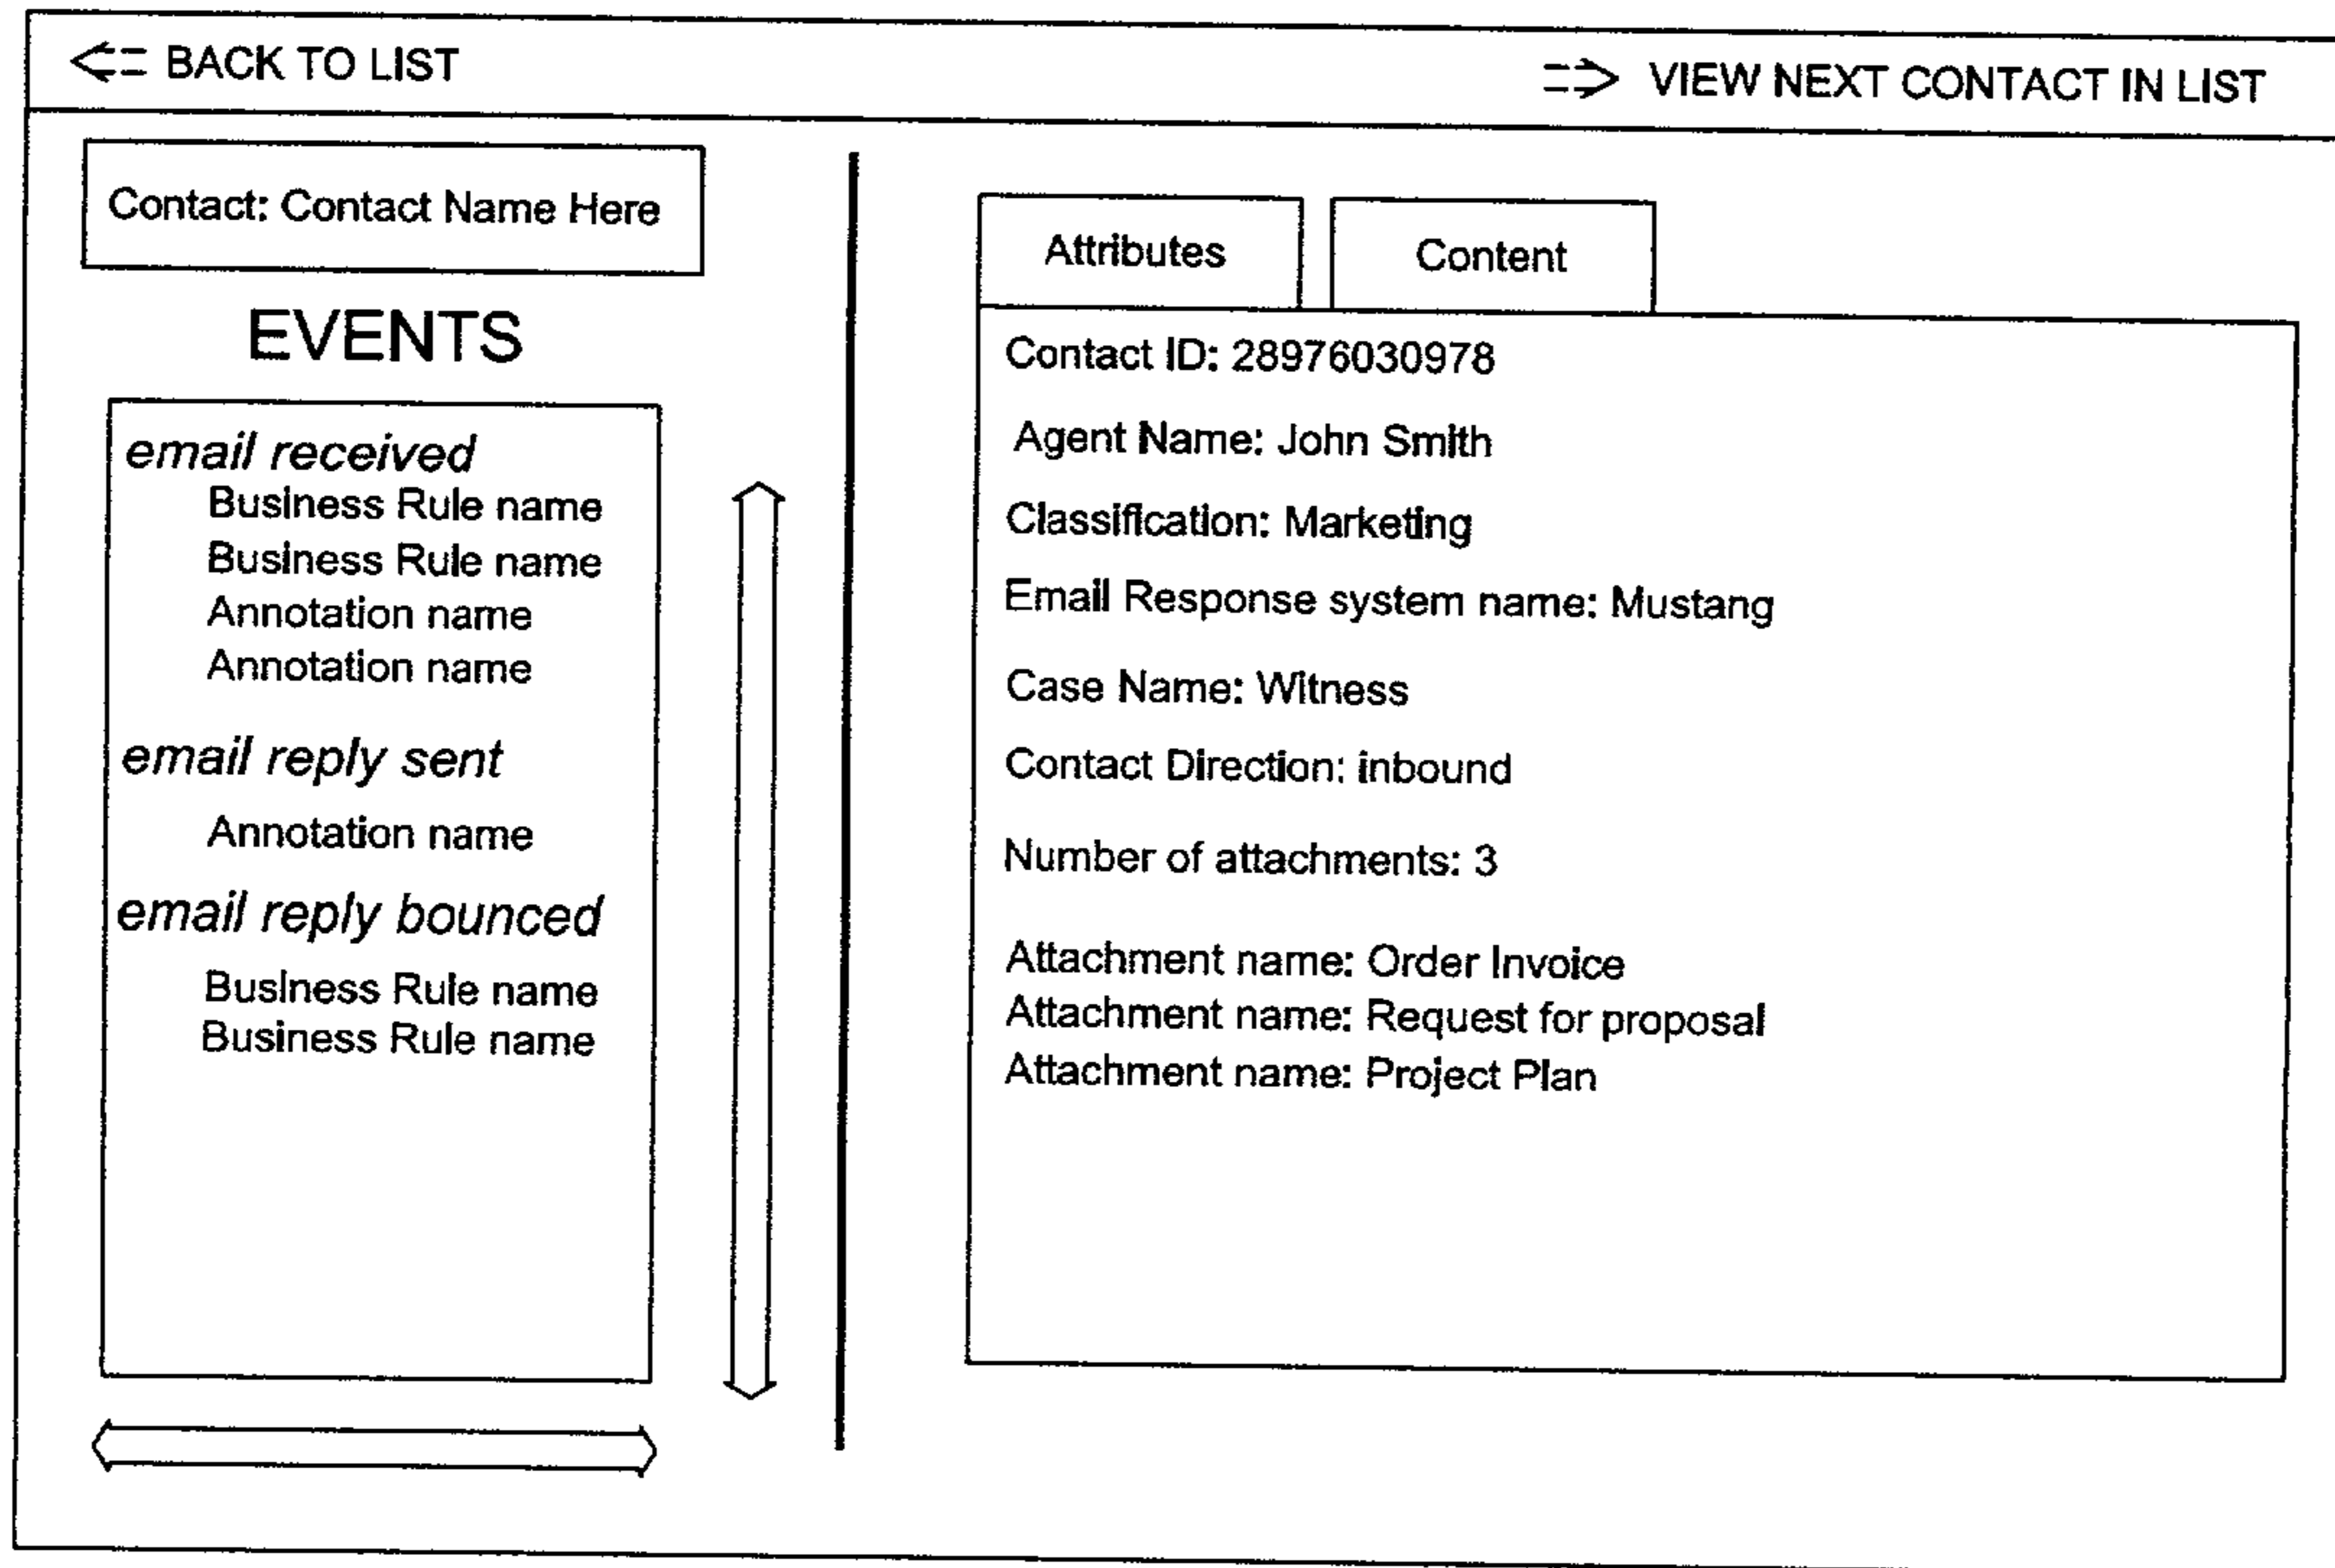 BACK TO LIST
VIEW NEXT CONTACT IN LIST
Contact: Contact Name Here
EVENTS
email received
Business Rule name
Business Rule name
Annotation name
Annotation name
email reply sent
Annotation name
email reply bounced
Business Rule name
Business Rule name
Attributes
Content
Contact ID: 28976030978
Agent Name: John Smith
Classification: Marketing
Email Response system name: Mustang
Case Name: Witness
Contact Direction: inbound
Number of attachments: 3
Attachment name: Order Invoice
Attachment name: Request for proposal
Attachment name: Project Plan